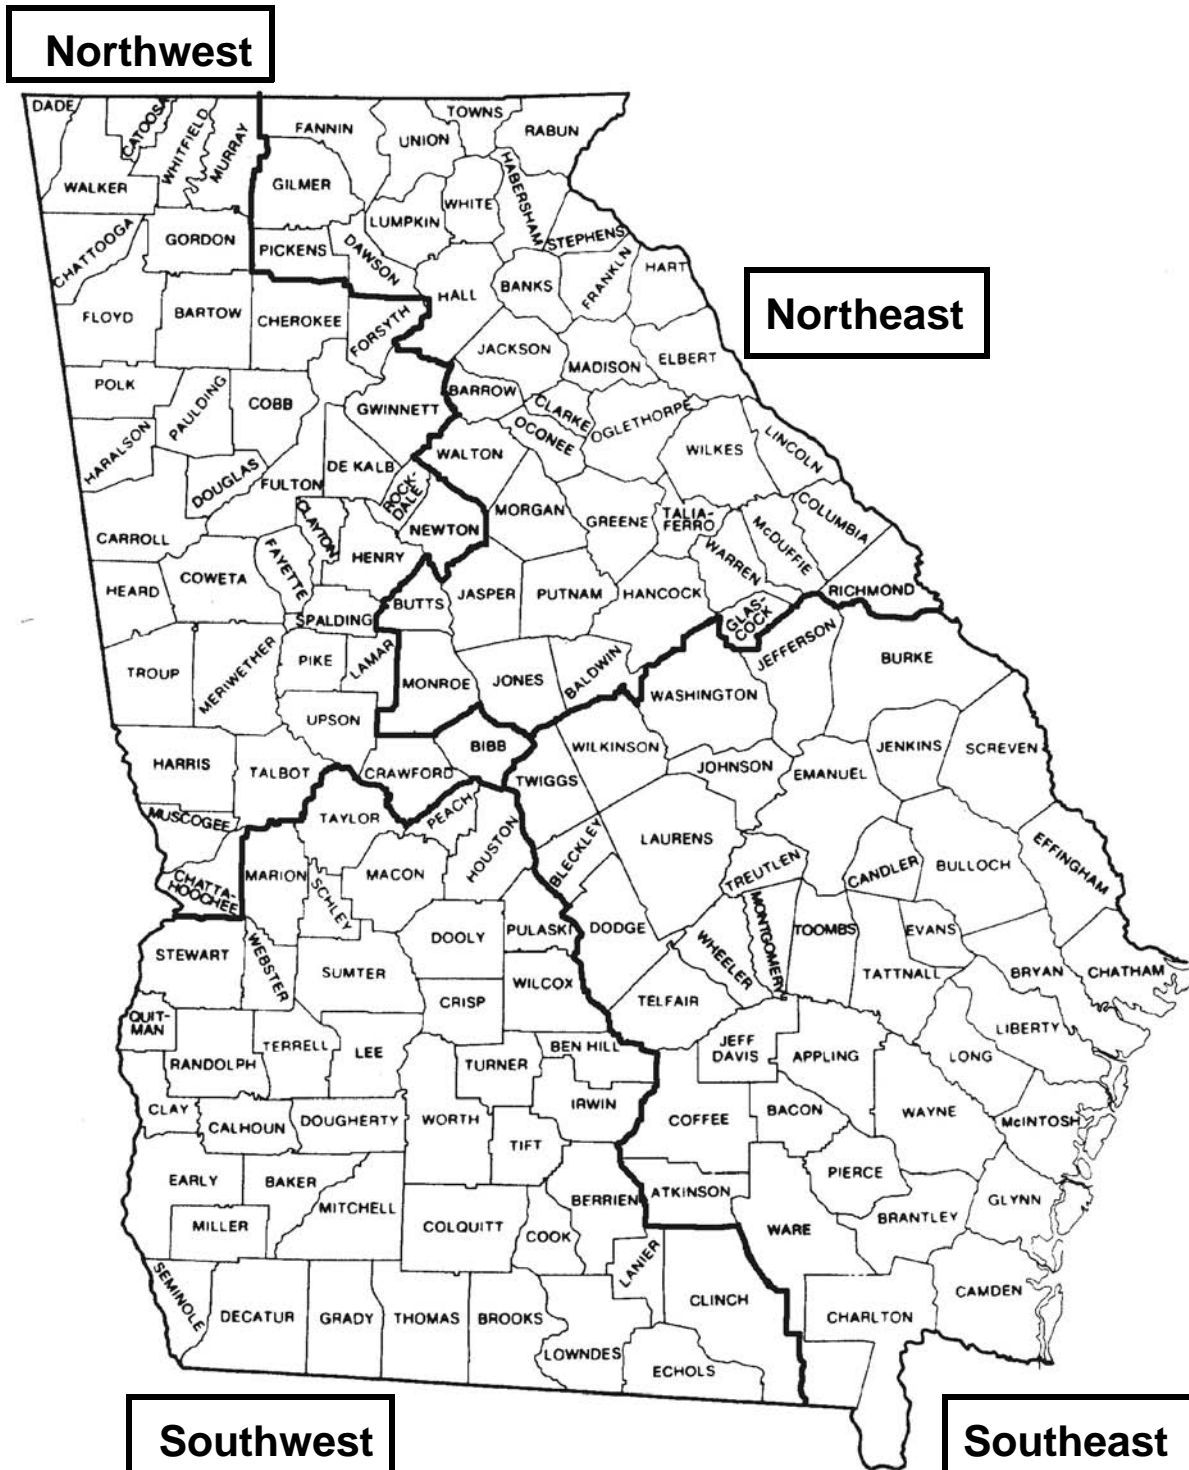 Northwest
DADE
CATOOSA
WHITFIELD
MURRAY
FANNIN
UNION
TOWNS
RABUN
WALKER
GILMER
LUMPKIN
WHITE
HABERSHAM
STEPHENS
CHATTOOGA
GORDON
PICKENS
DAWSON
HALL
BANKS
FRANKLN
HART
Northeast
FLOYD
BARTOW
CHEROKEE
FORSYTH
JACKSON
MADISON
ELBERT
POLK
PAULDING
COBB
GWINNETT
BARROW
CLARKE
OCONEE
OGLETHORPE
HARALSON
DOUGLAS
FULTON
DE KALB
ROCK-
DALE
WALTON
WILKES
LINCOLN
CARROLL
CLAYTON
HENRY
NEWTON
MORGAN
GREENE
TALIA-
FERRO
McDUFFIE
COLUMBIA
WARREN
RICHMOND
HEARD
COWETA
FAYETTE
SPALDING
BUTTS
JASPER
PUTNAM
HANCOCK
GLAS-
COCK
TROUP
MERIWETHER
PIKE
LAMAR
MONROE
JONES
BALDWIN
WASHINGTON
JEFFERSON
BURKE
UPSON
HARRIS
TALBOT
CRAWFORD
BIBB
TWIGGS
WILKINSON
JOHNSON
EMANUEL
JENKINS
SCREVEN
MUSCOGEE
TAYLOR
PEACH
HOUSTON
BLECKLEY
LAURENS
TREUTLEN
CANDLER
BULLOCH
EFFINGHAM
CHATTA-
HOOCHEE
MARION
SCHLEY
MACON
STEWART
WEBSTER
SUMTER
DOOLY
PULASKI
DODGE
WHEELER
MONTGOMERY
TOOMBS
EVANS
TATTNALL
BRYAN
CHATHAM
QUIT-
MAN
CRISP
WILCOX
TELFAIR
LIBERTY
RANDOLPH
TERRELL
LEE
TURNER
BEN HILL
JEFF
DAVIS
APPLING
LONG
CLAY
CALHOUN
DOUGHERTY
WORTH
IRWIN
TIFT
COFFEE
BACON
WAYNE
McINTOSH
EARLY
BAKER
MITCHELL
BERRIEN
ATKINSON
PIERCE
GLYNN
MILLER
COLQUITT
COOK
LANIER
WARE
BRANTLEY
SEMINOLE
DECATUR
GRADY
THOMAS
BROOKS
CLINCH
CHARLTON
CAMDEN
LOWNDES
ECHOLS
Southwest
Southeast